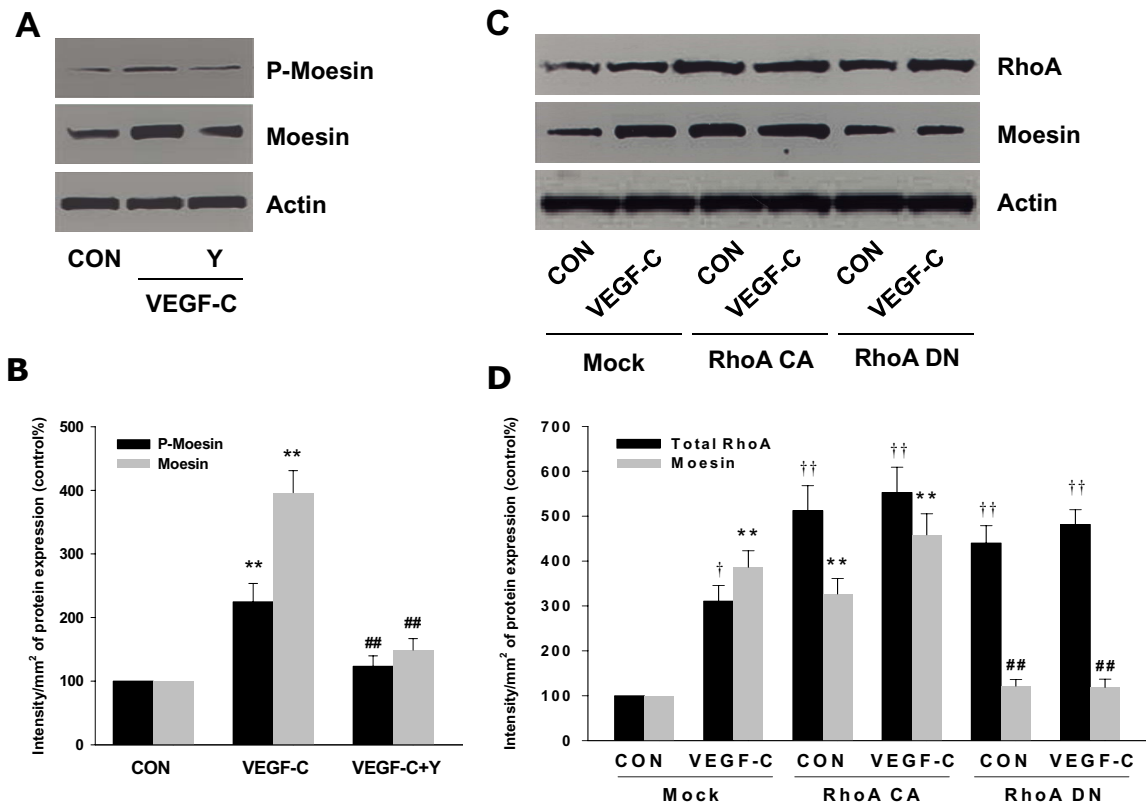 A
P-Moesin
Moesin
Actin
CON Y
VEGF-C
C
RhoA
Moesin
Actin
CON VEGF-C CON VEGF-C CON VEGF-C
Mock RhoA CA RhoA DN
B
Intensity/mm² of protein expression (control%)
500
400
300
200
100
0
P-Moesin
Moesin
**
**
##
##
CON VEGF-C VEGF-C+Y
D
Intensity/mm² of protein expression (control%)
700
600
500
400
300
200
100
0
Total RhoA
Moesin
†
**
††
**
††
**
††
##
††
##
CON VEGF-C CON VEGF-C CON VEGF-C
Mock RhoA CA RhoA DN